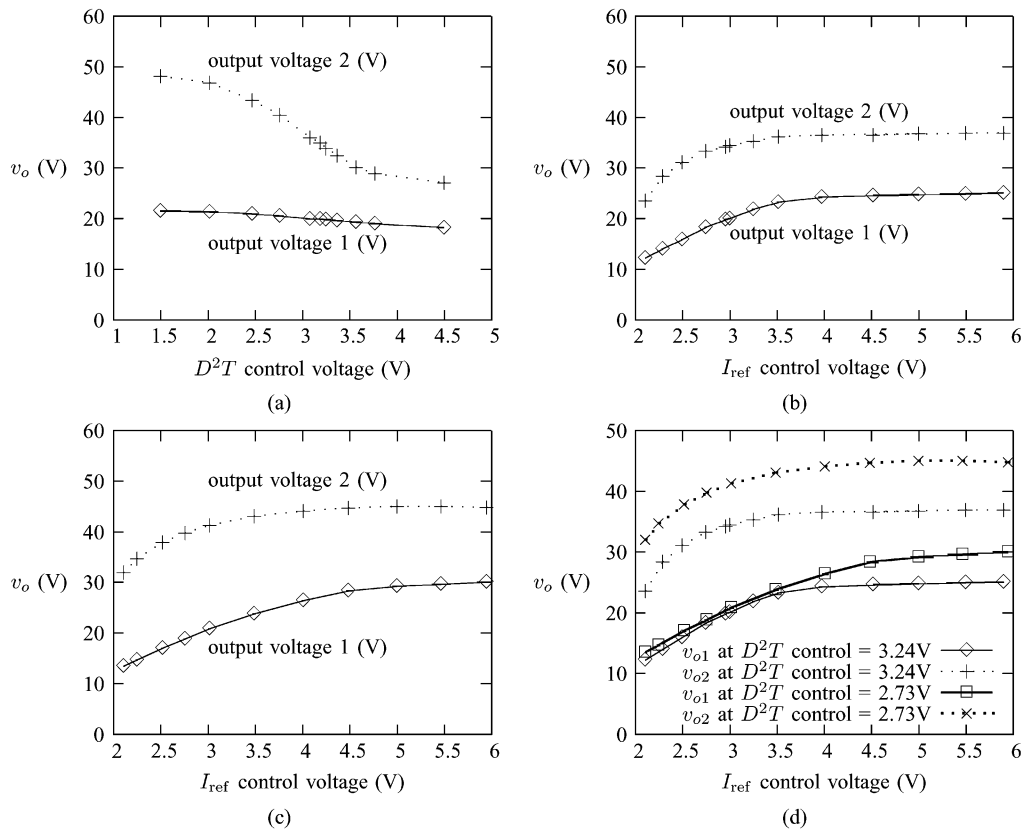 60
50
40
30
20
10
0
v_o (V)
output voltage 2 (V)
output voltage 1 (V)
1 1.5 2 2.5 3 3.5 4 4.5 5
D²T control voltage (V)
(a)
60
50
40
30
20
10
0
v_o (V)
output voltage 2 (V)
output voltage 1 (V)
2 2.5 3 3.5 4 4.5 5 5.5 6
I_ref control voltage (V)
(b)
60
50
40
30
20
10
0
v_o (V)
output voltage 2 (V)
output voltage 1 (V)
2 2.5 3 3.5 4 4.5 5 5.5 6
I_ref control voltage (V)
(c)
50
40
30
20
10
0
v_o (V)
v_o1 at D²T control = 3.24V
v_o2 at D²T control = 3.24V
v_o1 at D²T control = 2.73V
v_o2 at D²T control = 2.73V
2 2.5 3 3.5 4 4.5 5 5.5 6
I_ref control voltage (V)
(d)